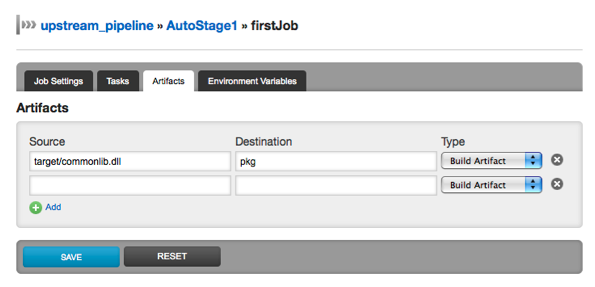 upstream_pipeline » AutoStage1 » firstJob
Job Settings Tasks Artifacts Environment Variables
Artifacts
Source Destination Type
target/commonlib.dll pkg Build Artifact
Build Artifact
Add
SAVE RESET